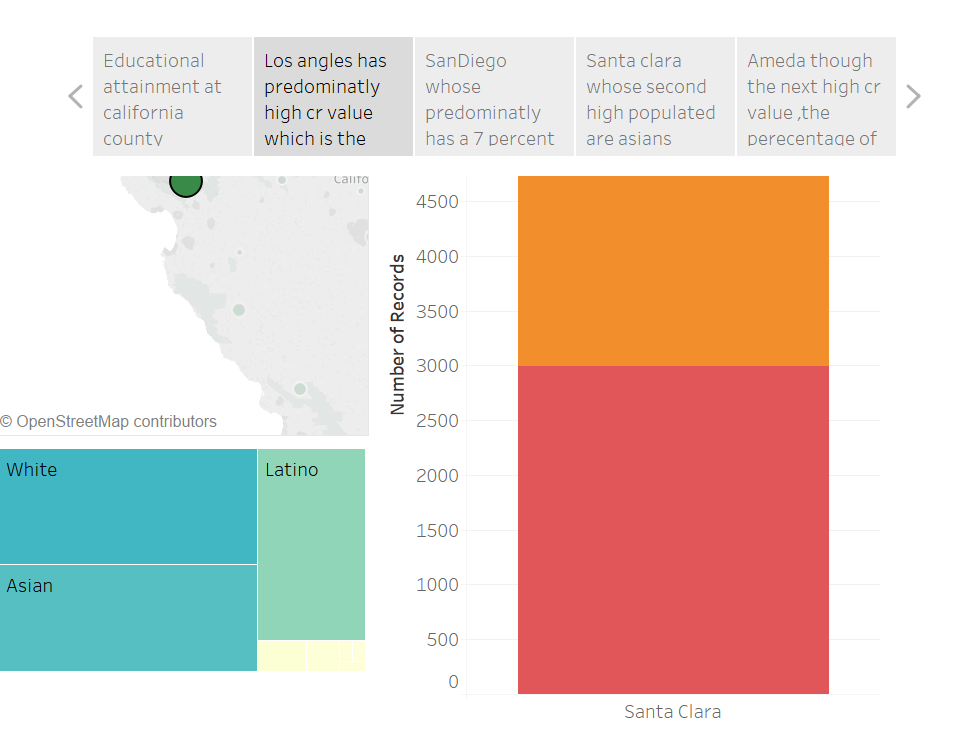 Educational
attainment at
california
county
Los angles has
predominatly
high cr value
which is the
SanDiego
whose
predominatly
has a 7 percent
Santa clara
whose second
high populated
are asians
Ameda though
the next high cr
value ,the
perecentage of
Califo
© OpenStreetMap contributors
White
Latino
Asian
Number of Records
4500
4000
3500
3000
2500
2000
1500
1000
500
0
Santa Clara